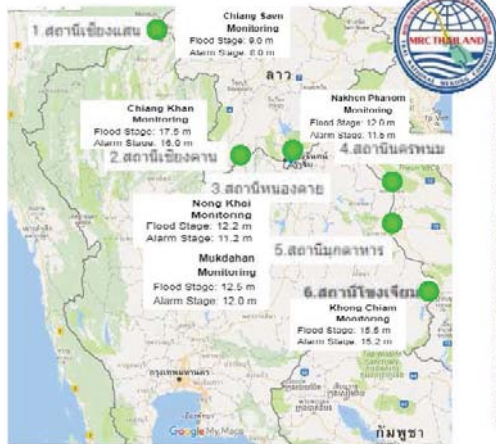 1.สถานีเชียงแสน
Chiang Saen
Monitoring
Flood Stage: 9.0 m
Alarm Stage: 8.0 m
MRC THAILAND
ลาว
Chiang Khan
Monitoring
Flood Stage: 17.5 m
Alarm Stage: 16.0 m
2.สถานีเชียงคาน
Nakhon Phanom
Monitoring
Flood Stage: 12.0 m
Alarm Stage: 11.5 m
4.สถานีนครพนม
3.สถานีหนองคาย
Nong Khai
Monitoring
Flood Stage: 12.2 m
Alarm Stage: 11.2 m
Mukdahan
Monitoring
Flood Stage: 12.5 m
Alarm Stage: 12.0 m
5.สถานีมุกดาหาร
6.สถานีโขงเจียม
Khong Chiam
Monitoring
Flood Stage: 15.5 m
Alarm Stage: 15.2 m
กรุงเทพมหานคร
Google My Maps
กัมพูชา